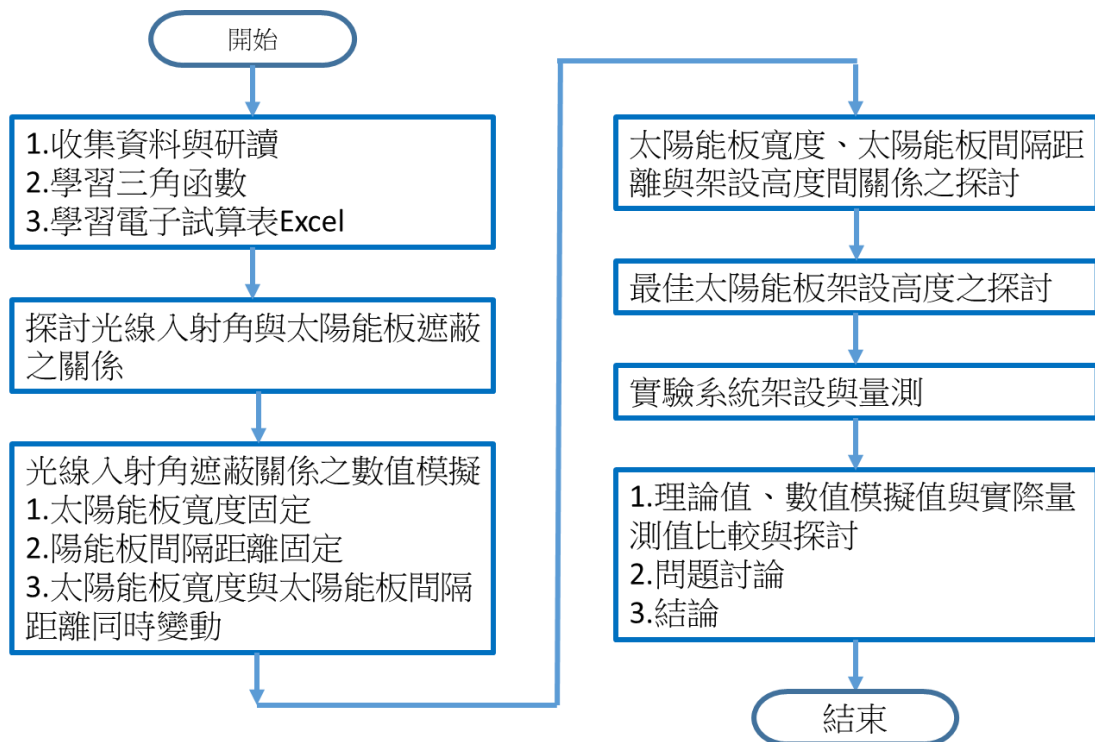 開始
1.收集資料與研讀
2.學習三角函數
3.學習電子試算表Excel
探討光線入射角與太陽能板遮蔽
之關係
光線入射角遮蔽關係之數值模擬
1.太陽能板寬度固定
2.陽能板間隔距離固定
3.太陽能板寬度與太陽能板間隔
距離同時變動
太陽能板寬度、太陽能板間隔距
離與架設高度間關係之探討
最佳太陽能板架設高度之探討
實驗系統架設與量測
1.理論值、數值模擬值與實際量
測值比較與探討
2.問題討論
3.結論
結束